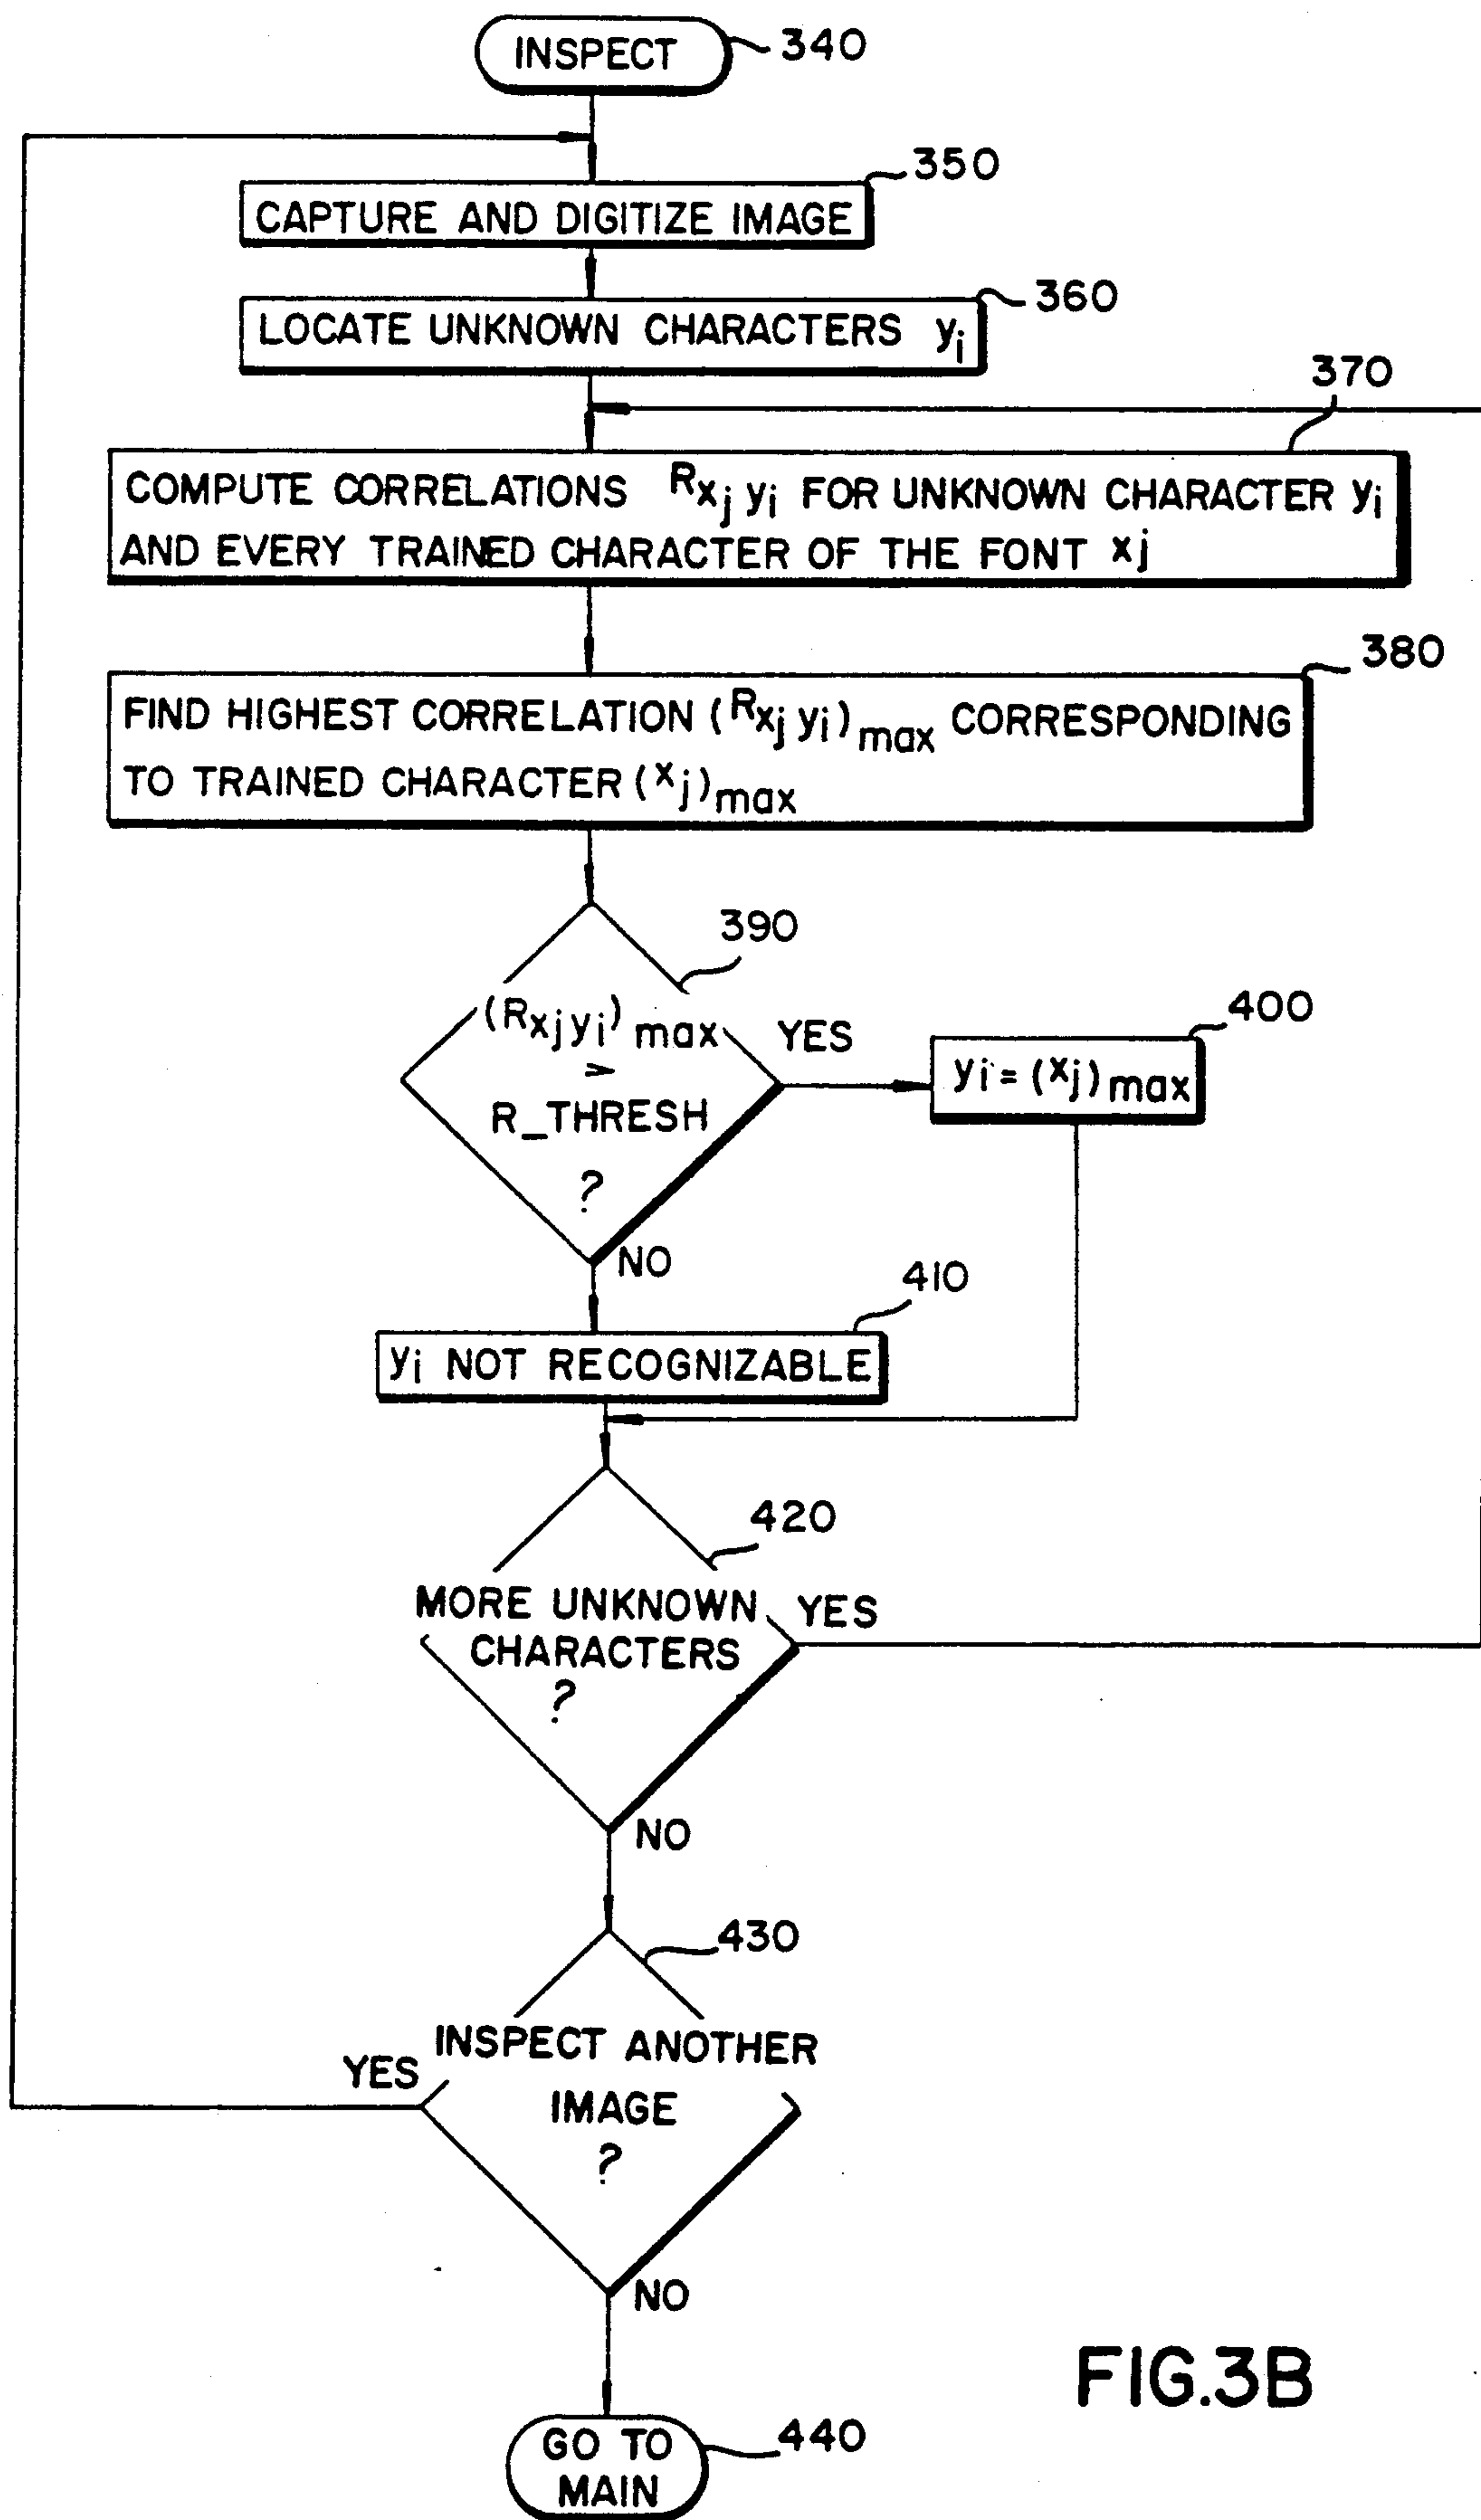 INSPECT 340
350
CAPTURE AND DIGITIZE IMAGE
360
LOCATE UNKNOWN CHARACTERS yi
370
COMPUTE CORRELATIONS Rxj yi FOR UNKNOWN CHARACTER yi
AND EVERY TRAINED CHARACTER OF THE FONT xj
380
FIND HIGHEST CORRELATION (Rxj yi)max CORRESPONDING
TO TRAINED CHARACTER (xj)max
390
(Rxjyi)max
>
R_THRESH
?
YES
400
yi = (xj)max
NO
410
yi NOT RECOGNIZABLE
420
MORE UNKNOWN
CHARACTERS
?
YES
NO
430
INSPECT ANOTHER
IMAGE
?
YES
NO
FIG.3B
GO TO
MAIN
440